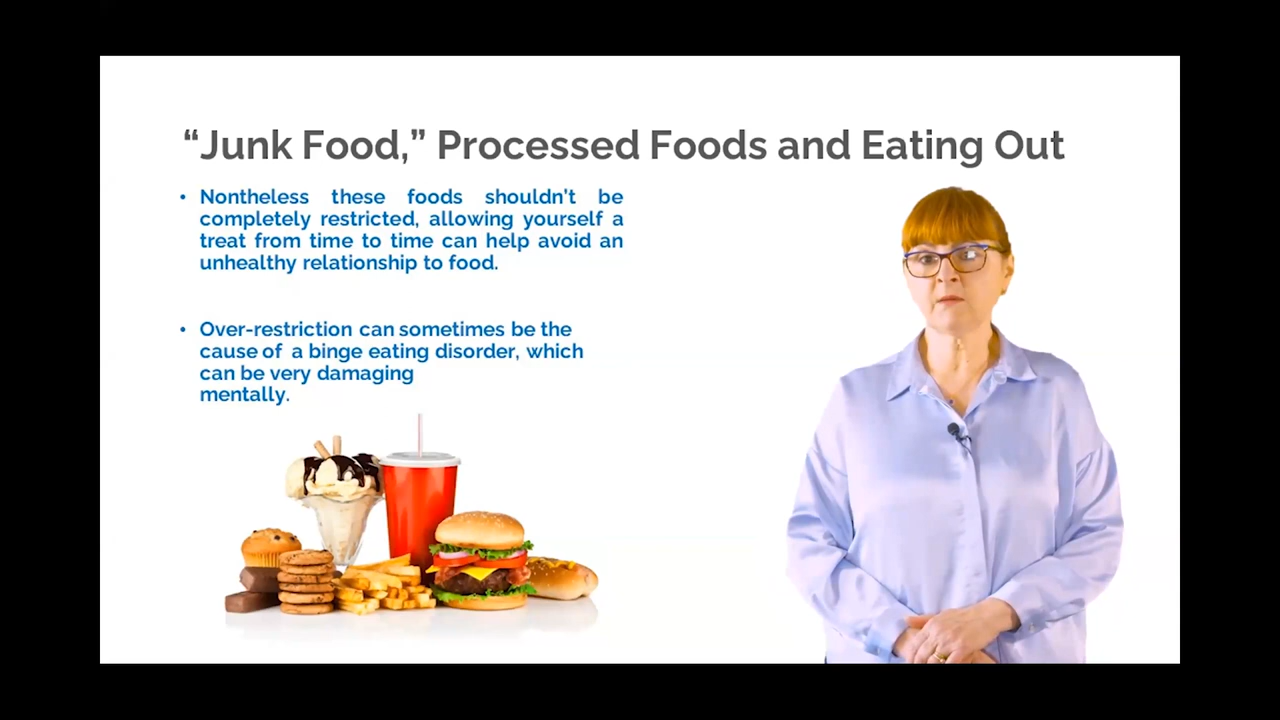 “Junk Food,” Processed Foods and Eating Out
• Nontheless these foods shouldn’t be
completely restricted, allowing yourself a
treat from time to time can help avoid an
unhealthy relationship to food.
• Over-restriction can sometimes be the
cause of a binge eating disorder, which
can be very damaging
mentally.